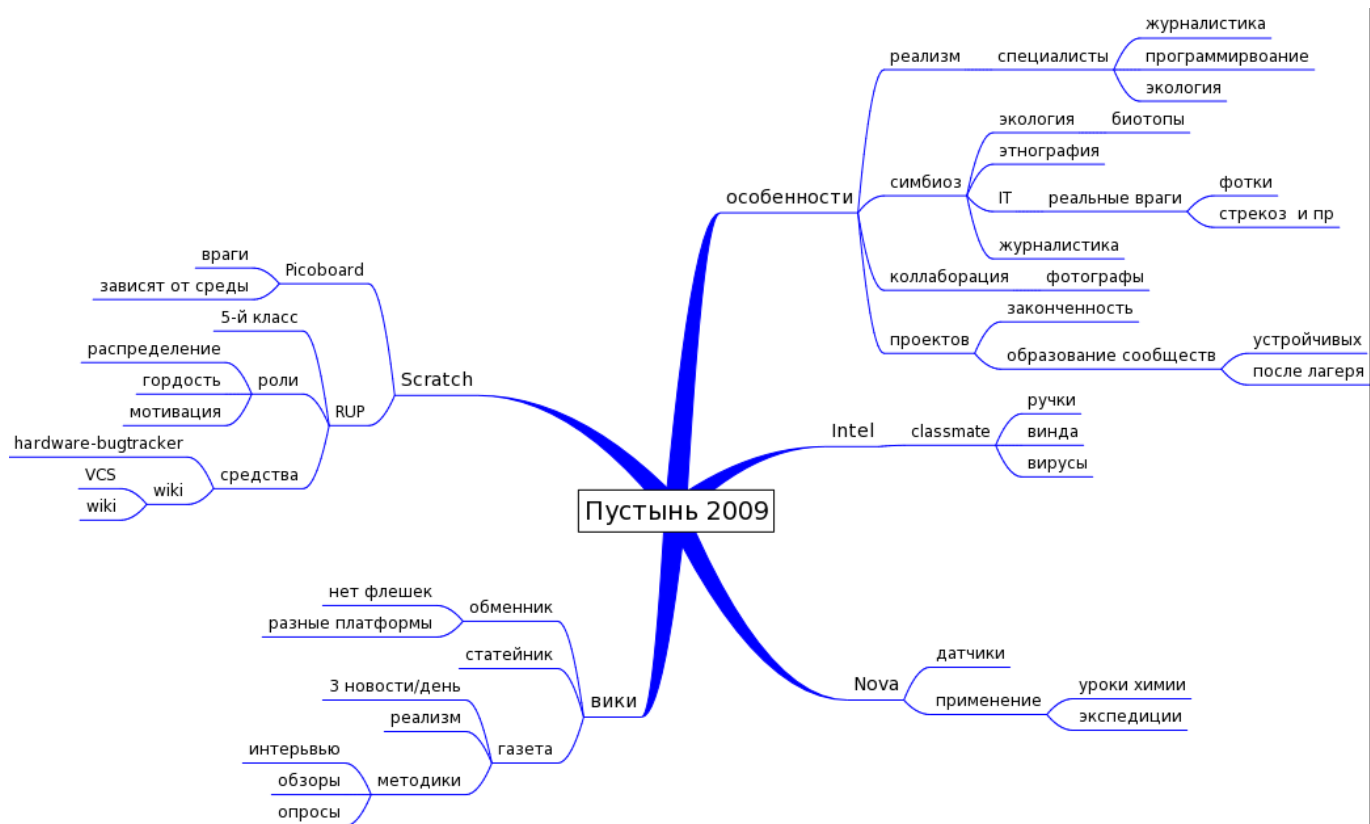 Пустынь 2009
особенности
реализм
специалисты
журналистика
программирвоание
экология
симбиоз
экология
биотопы
этнография
IT
реальные враги
фотки
стрекоз и пр
журналистика
коллаборация
фотографы
проектов
законченность
образование сообществ
устройчивых
после лагеря
Intel
classmate
ручки
винда
вирусы
Nova
датчики
применение
уроки химии
экспедиции
Scratch
Picoboard
враги
зависят от среды
RUP
5-й класс
роли
распределение
гордость
мотивация
средства
hardware-bugtracker
wiki
VCS
wiki
вики
обменник
нет флешек
разные платформы
статейник
газета
3 новости/день
реализм
методики
интерьвью
обзоры
опросы